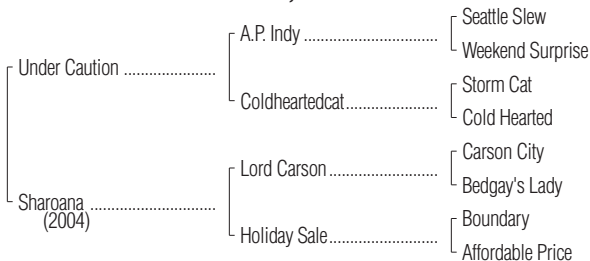 Seattle Slew
A.P. Indy ................................
Weekend Surprise
Under Caution ......................
Storm Cat
Coldheartedcat......................
Cold Hearted
Carson City
Lord Carson ..........................
Bedgay's Lady
Sharoana ..............................
(2004)
Boundary
Holiday Sale..........................
Affordable Price